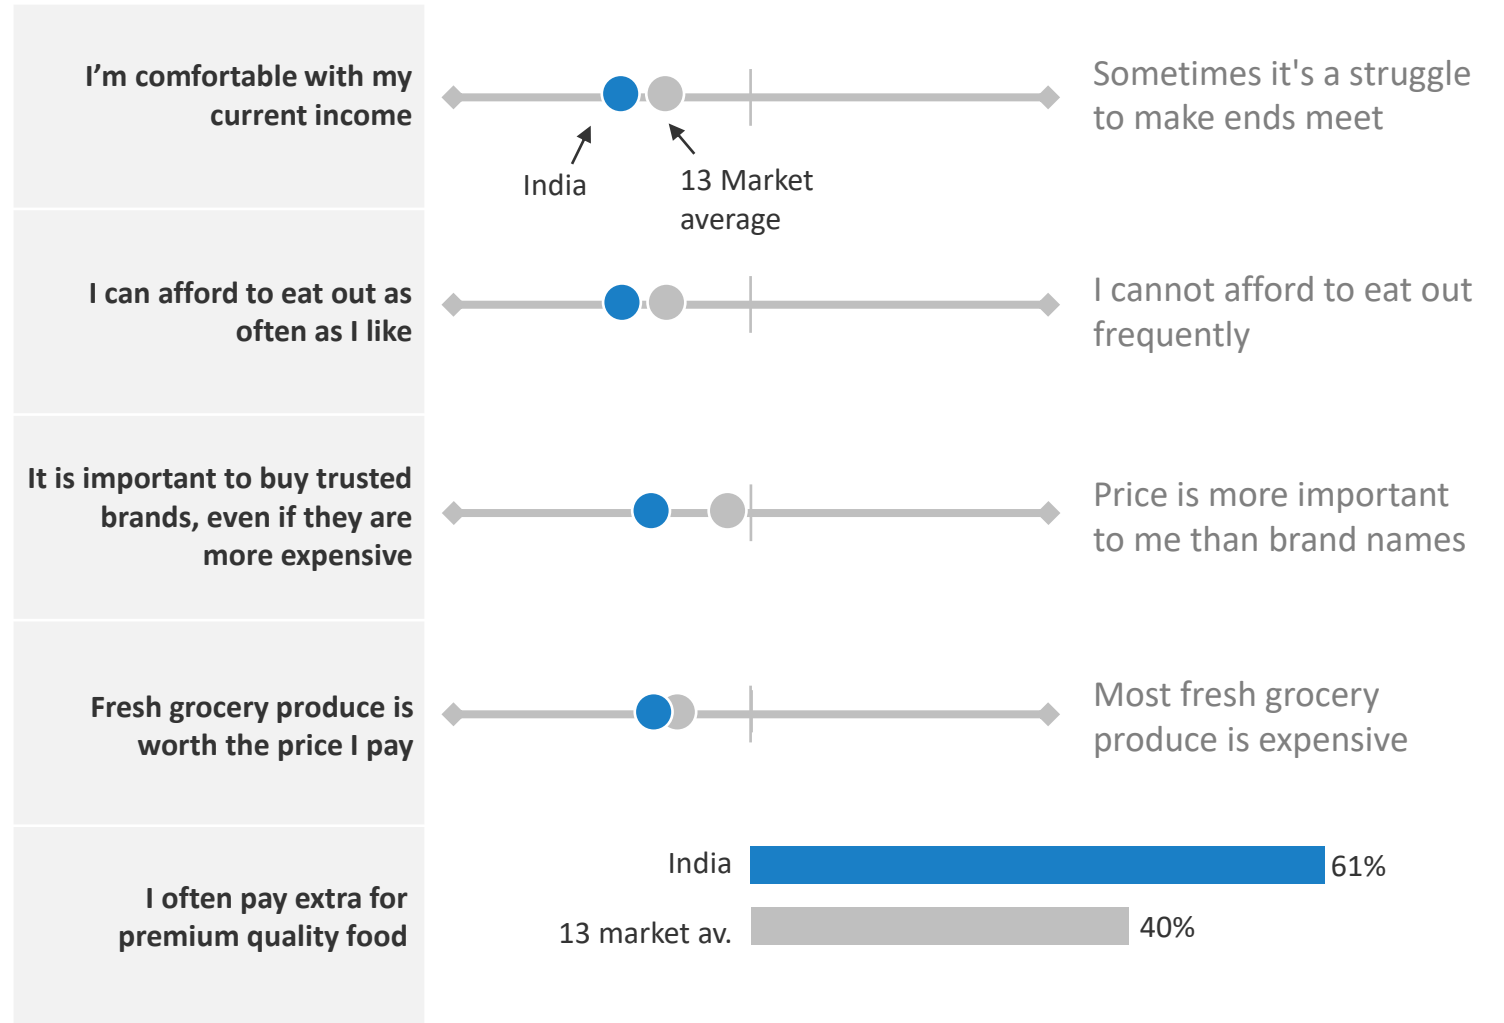 I’m comfortable with my
current income
Sometimes it's a struggle
to make ends meet
India
13 Market
average
I can afford to eat out as
often as I like
I cannot afford to eat out
frequently
It is important to buy trusted
brands, even if they are
more expensive
Price is more important
to me than brand names
Fresh grocery produce is
worth the price I pay
Most fresh grocery
produce is expensive
I often pay extra for
premium quality food
India
61%
13 market av.
40%